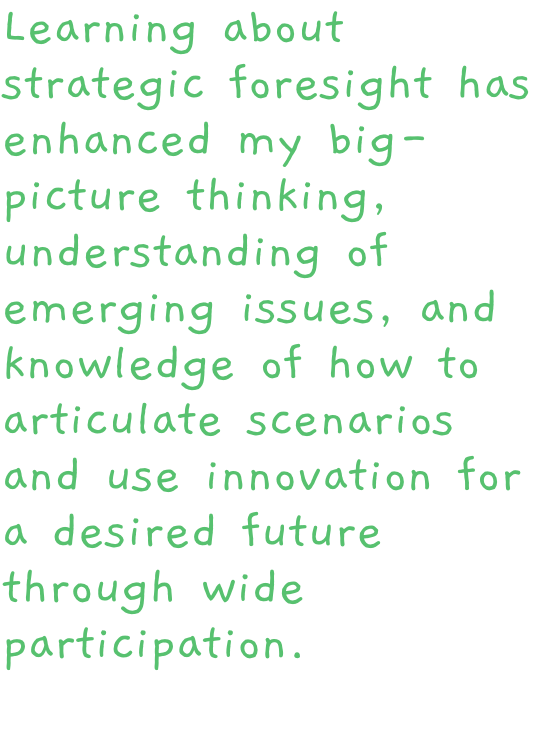 Learning about
strategic foresight has
enhanced my big-
picture thinking,
understanding of
emerging issues, and
knowledge of how to
articulate scenarios
and use innovation for
a desired future
through wide
participation.